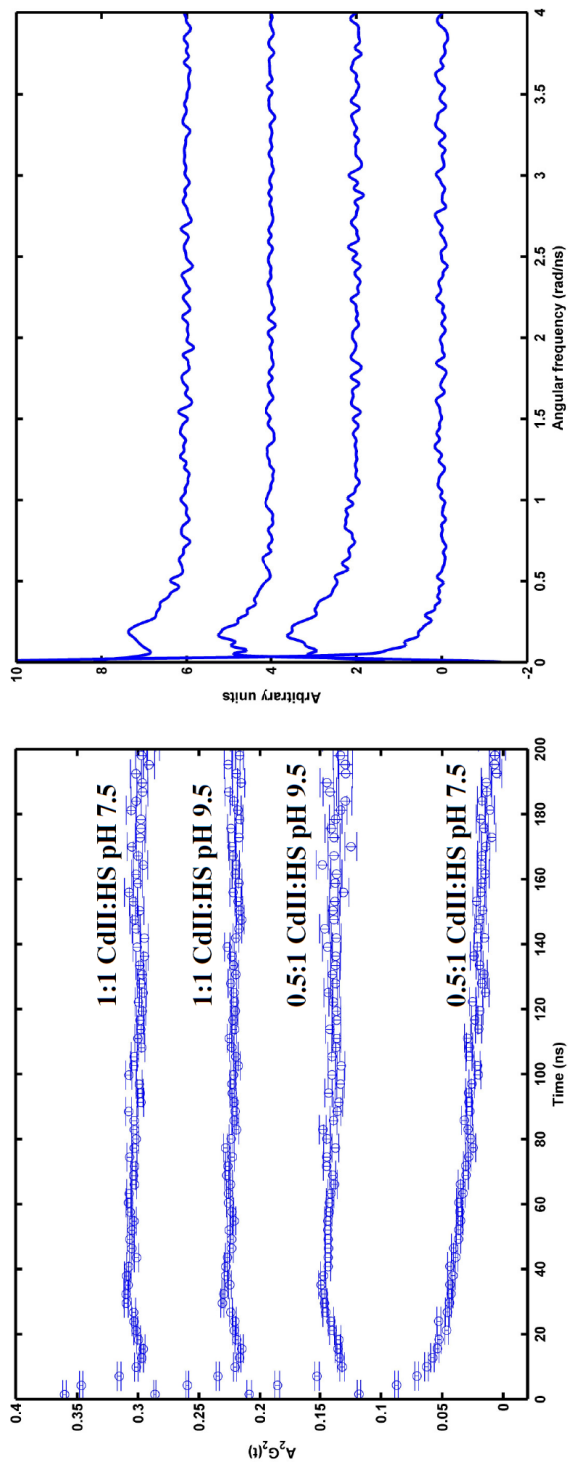 0.4
0.35
0.3
0.25
0.2
0.15
0.1
0.05
0
A₂G₂(t)
1:1 CdII:HS pH 7.5
1:1 CdII:HS pH 9.5
0.5:1 CdII:HS pH 9.5
0.5:1 CdII:HS pH 7.5
0 20 40 60 80 100 120 140 160 180 200
Time (ns)
10
8
6
4
2
0
-2
Arbitrary units
0 0.5 1 1.5 2 2.5 3 3.5 4
Angular frequency (rad/ns)